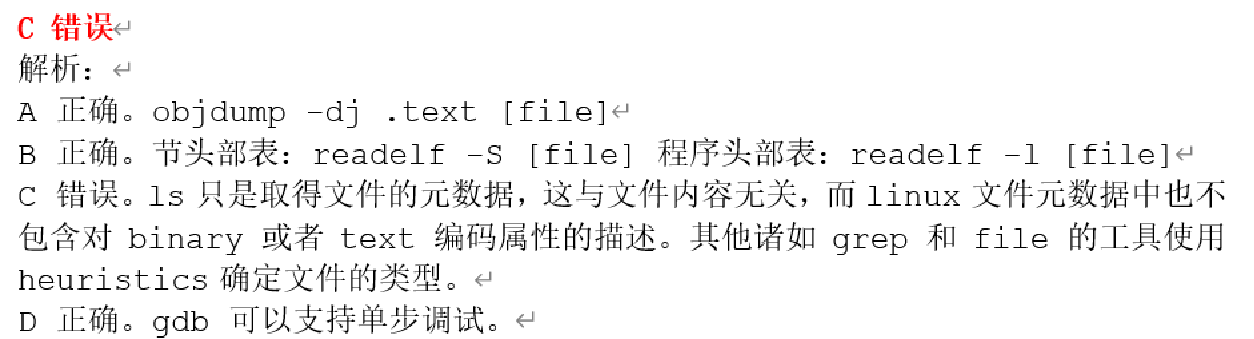 C 错误↵
解析：↵
A 正确。objdump –dj .text [file]↵
B 正确。节头部表：readelf –S [file] 程序头部表：readelf –l [file]↵
C 错误。ls 只是取得文件的元数据，这与文件内容无关，而 linux 文件元数据中也不
包含对 binary 或者 text 编码属性的描述。其他诸如 grep 和 file 的工具使用
heuristics 确定文件的类型。↵
D 正确。gdb 可以支持单步调试。↵